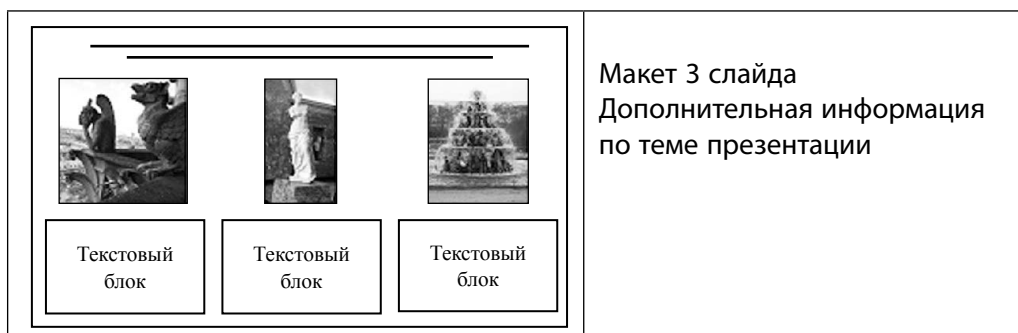 Текстовый
блок
Текстовый
блок
Текстовый
блок
Макет 3 слайда
Дополнительная информация
по теме презентации